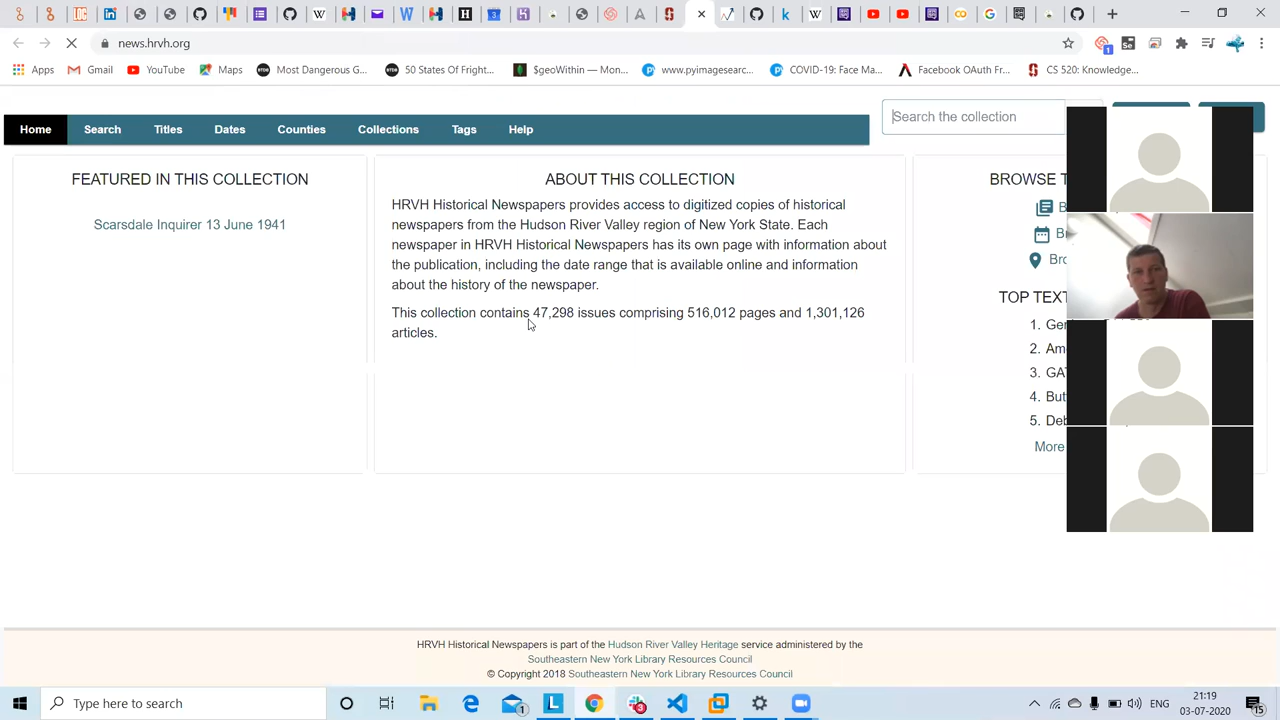 news.hrvh.org
Apps
Gmail
YouTube
Maps
Most Dangerous G...
50 States Of Fright...
$geoWithin — Mon...
www.pyimagesearc...
COVID-19: Face Ma...
Facebook OAuth Fr...
CS 520: Knowledge...
Home
Search
Titles
Dates
Counties
Collections
Tags
Help
Search the collection
FEATURED IN THIS COLLECTION
Scarsdale Inquirer 13 June 1941
ABOUT THIS COLLECTION
HRVH Historical Newspapers provides access to digitized copies of historical
newspapers from the Hudson River Valley region of New York State. Each
newspaper in HRVH Historical Newspapers has its own page with information about
the publication, including the date range that is available online and information
about the history of the newspaper.
This collection contains 47,298 issues comprising 516,012 pages and 1,301,126
articles.
BROWSE
TOP
1.
2.
3.
4.
5.
More
HRVH Historical Newspapers is part of the Hudson River Valley Heritage service administered by the
Southeastern New York Library Resources Council
© Copyright 2018 Southeastern New York Library Resources Council
Type here to search
ENG
21:19
03-07-2020
15